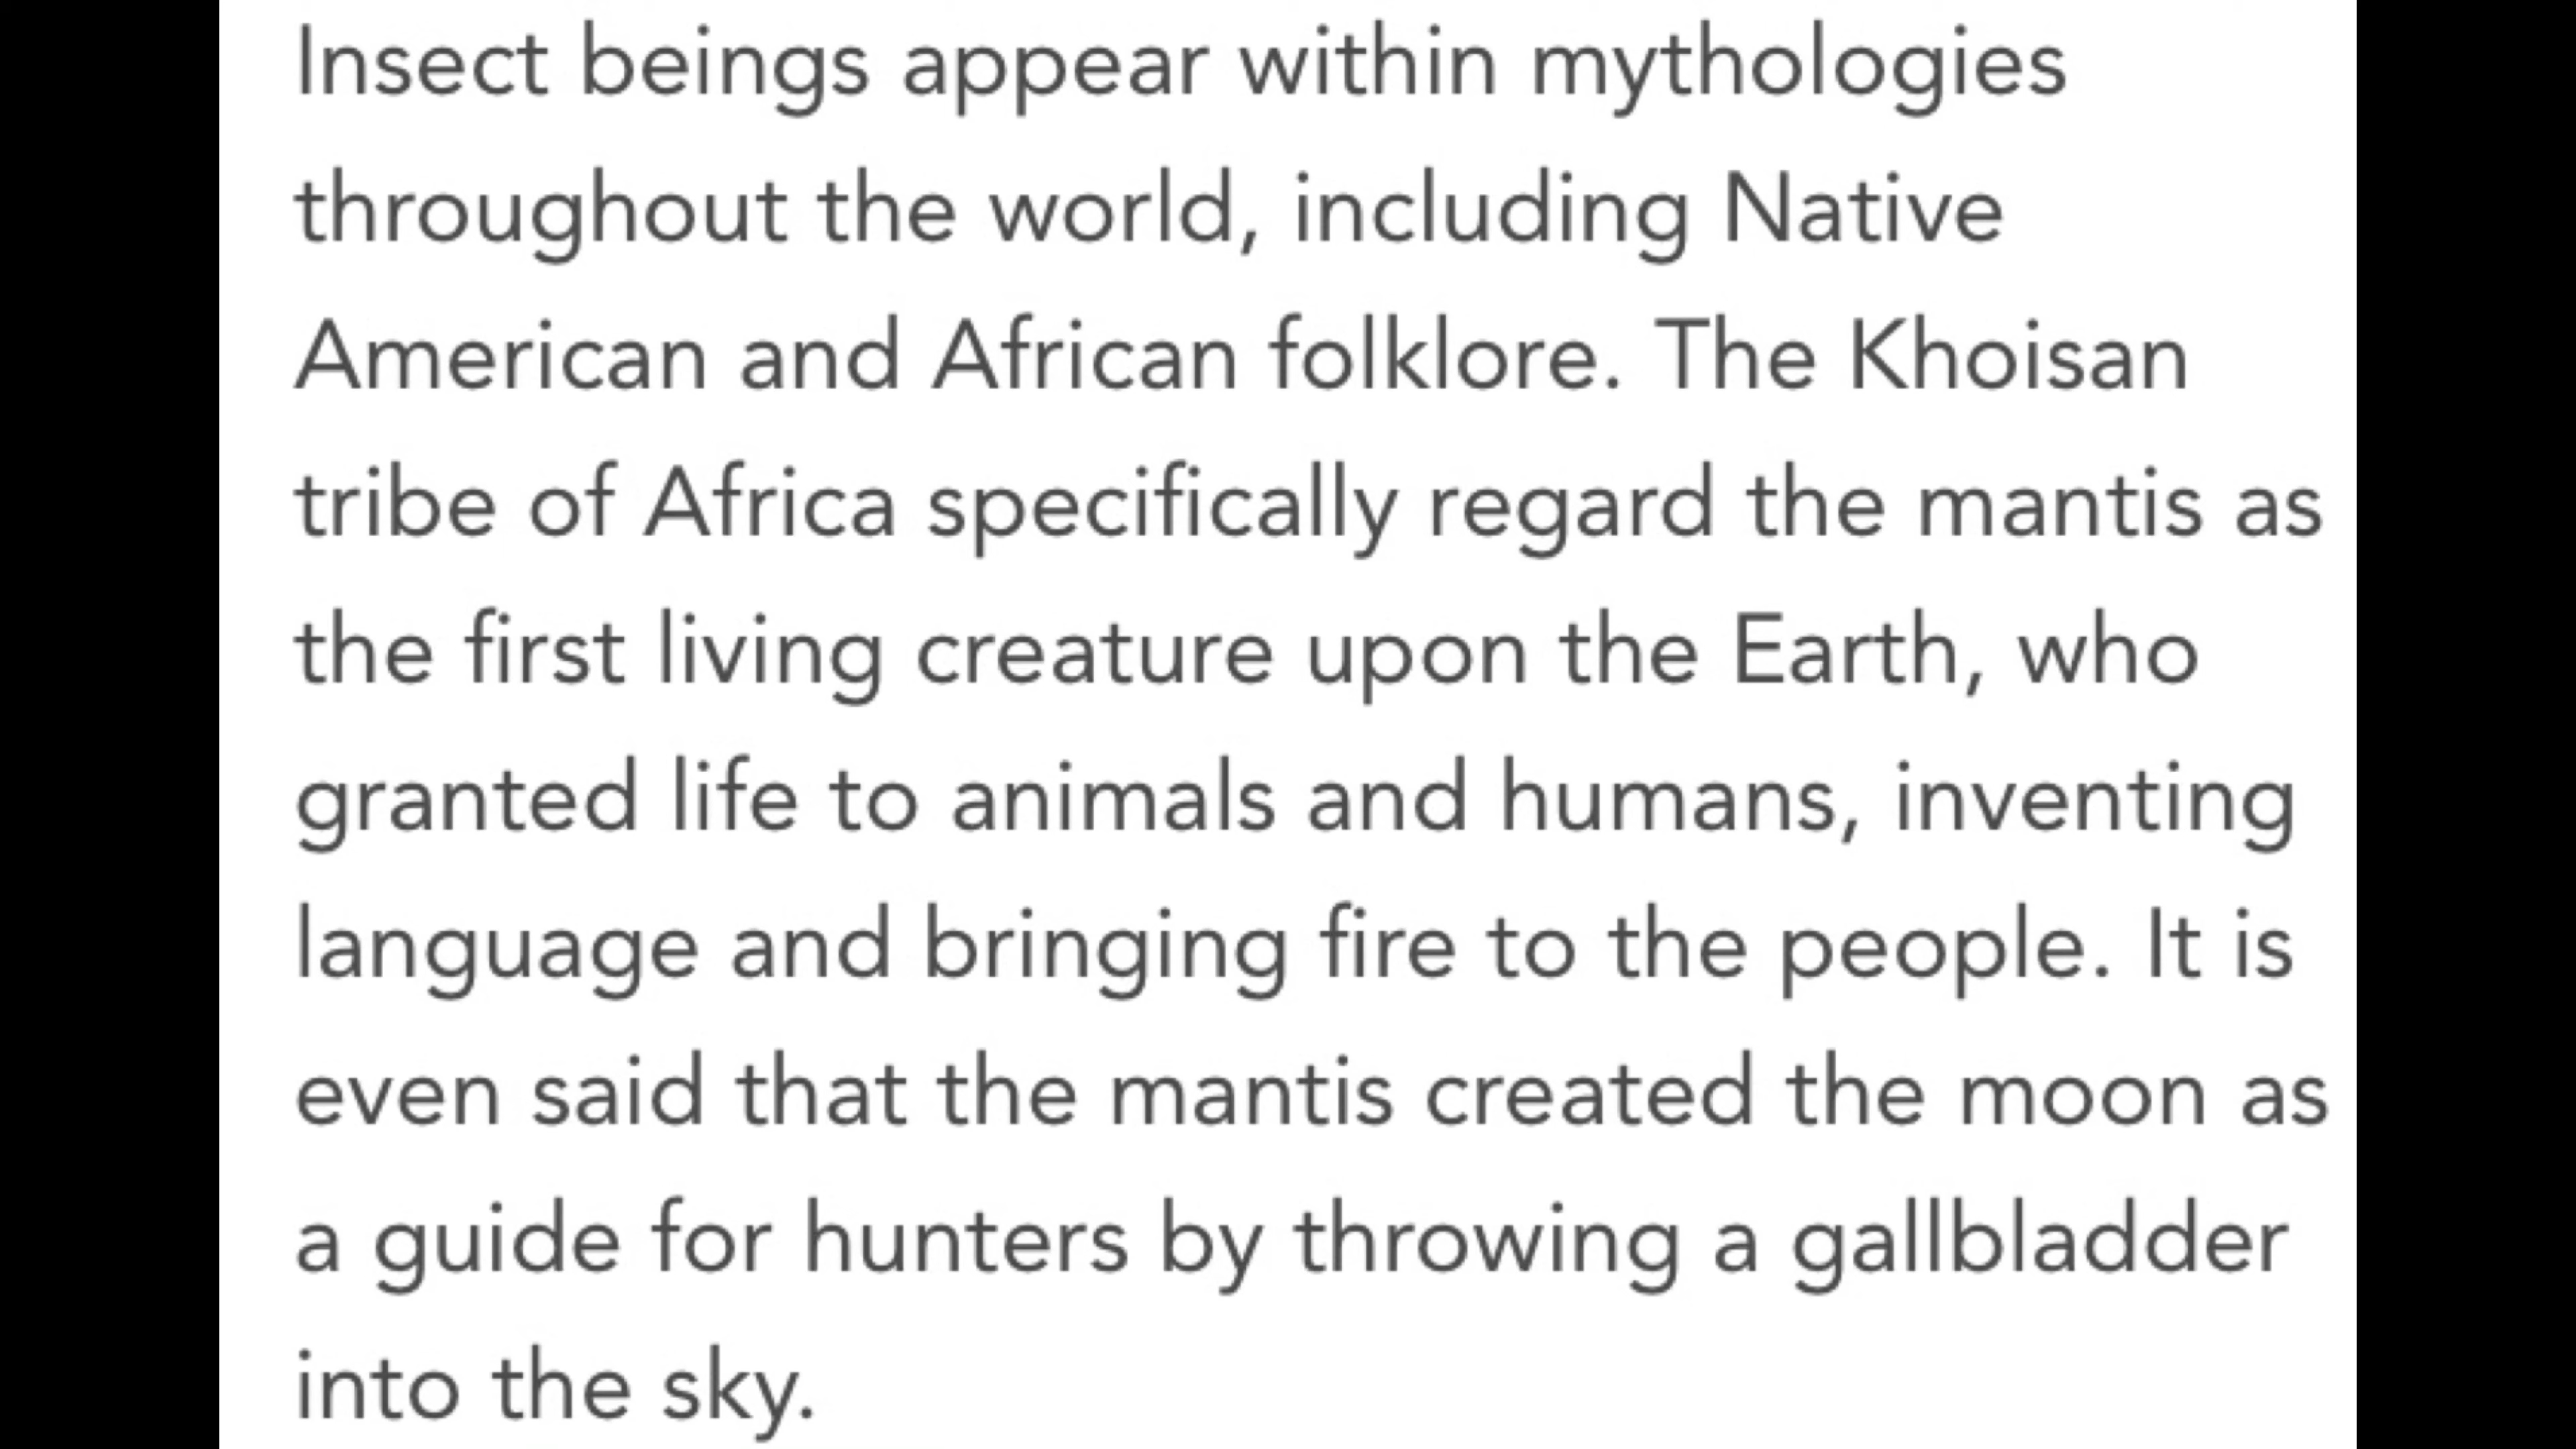 Insect beings appear within mythologies
throughout the world, including Native
American and African folklore. The Khoisan
tribe of Africa specifically regard the mantis as
the first living creature upon the Earth, who
granted life to animals and humans, inventing
language and bringing fire to the people. It is
even said that the mantis created the moon as
a guide for hunters by throwing a gallbladder
into the sky.